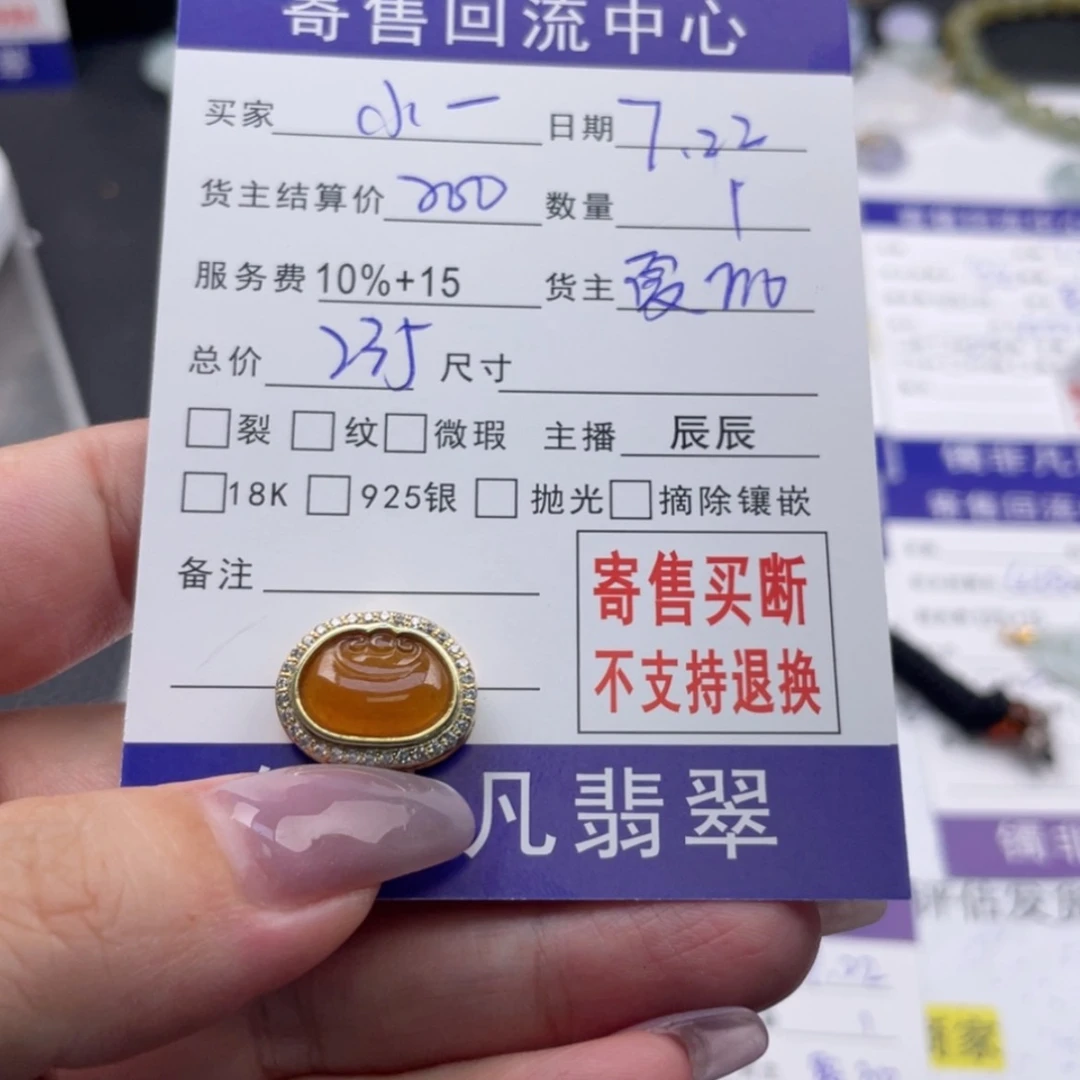 寄售回流中心
买家 小一 日期 7.22
货主结算价 200 数量 1
服务费 10%+15 货主
总价 235 尺寸
裂 纹 微瑕 主播 辰辰
18K 925银 抛光 摘除镶嵌
备注
寄售买断
不支持退换
凡翡翠